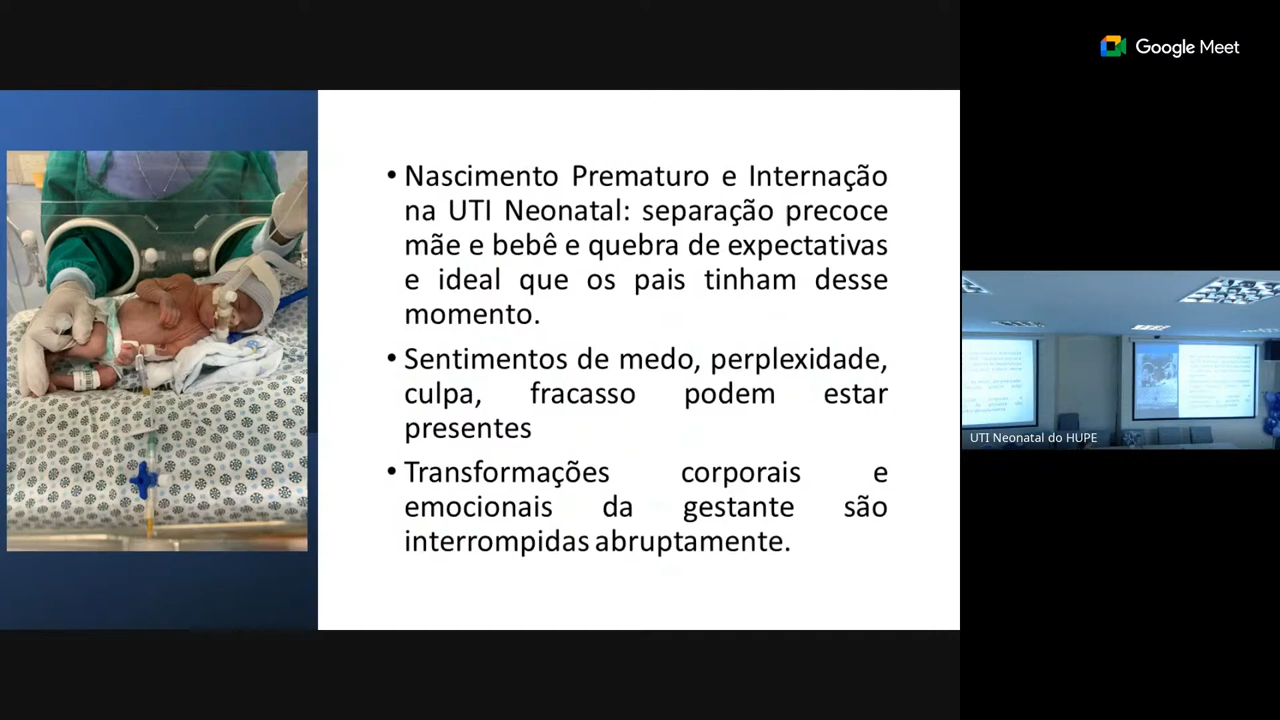 Google Meet
• Nascimento Prematuro e Internação
na UTI Neonatal: separação precoce
mãe e bebê e quebra de expectativas
e ideal que os pais tinham desse
momento.
• Sentimentos de medo, perplexidade,
culpa, fracasso podem estar
presentes
• Transformações corporais e
emocionais da gestante são
interrompidas abruptamente.
UTI Neonatal do HUPE